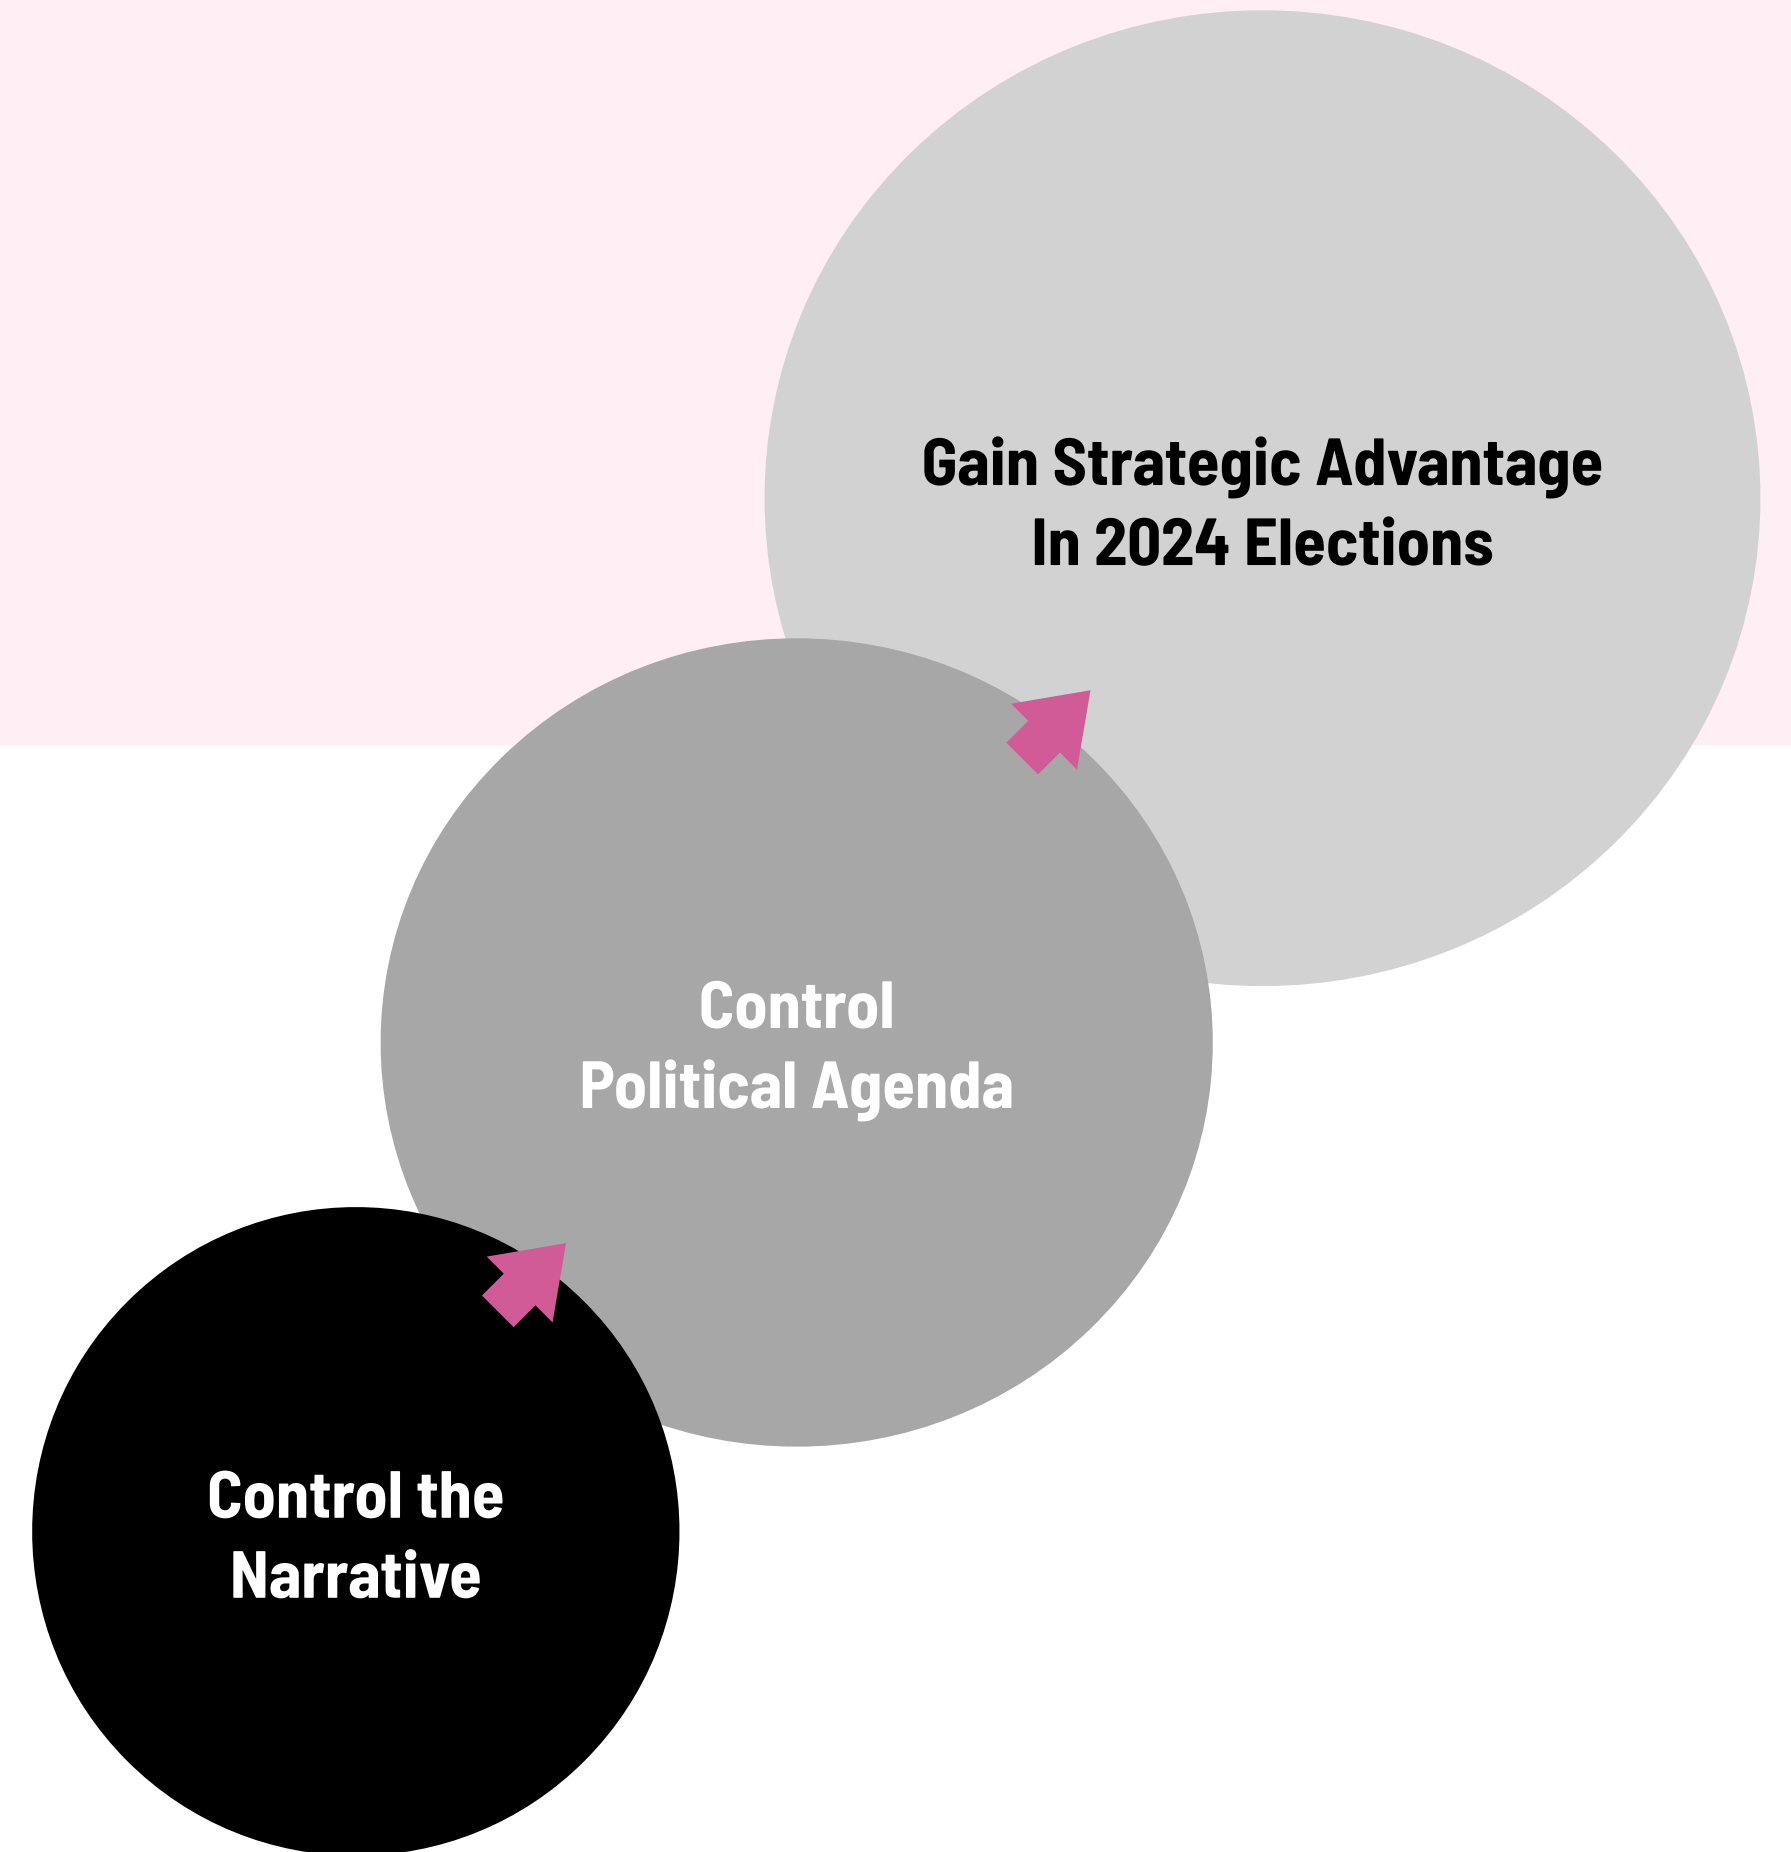 Gain Strategic Advantage
In 2024 Elections
Control
Political Agenda
Control the
Narrative